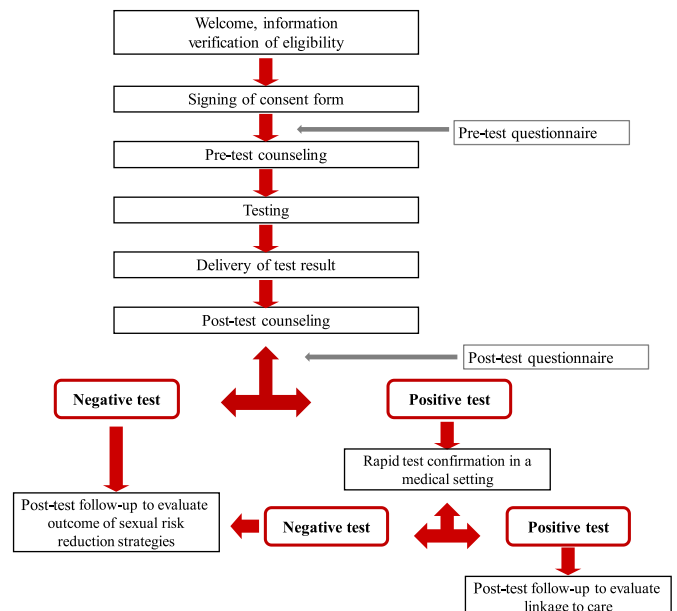 Welcome, information
verification of eligibility
Signing of consent form
Pre-test questionnaire
Pre-test counseling
Testing
Delivery of test result
Post-test counseling
Post-test questionnaire
Negative test
Positive test
Rapid test confirmation in a
medical setting
Post-test follow-up to evaluate
outcome of sexual risk
reduction strategies
Negative test
Positive test
Post-test follow-up to evaluate
linkage to care